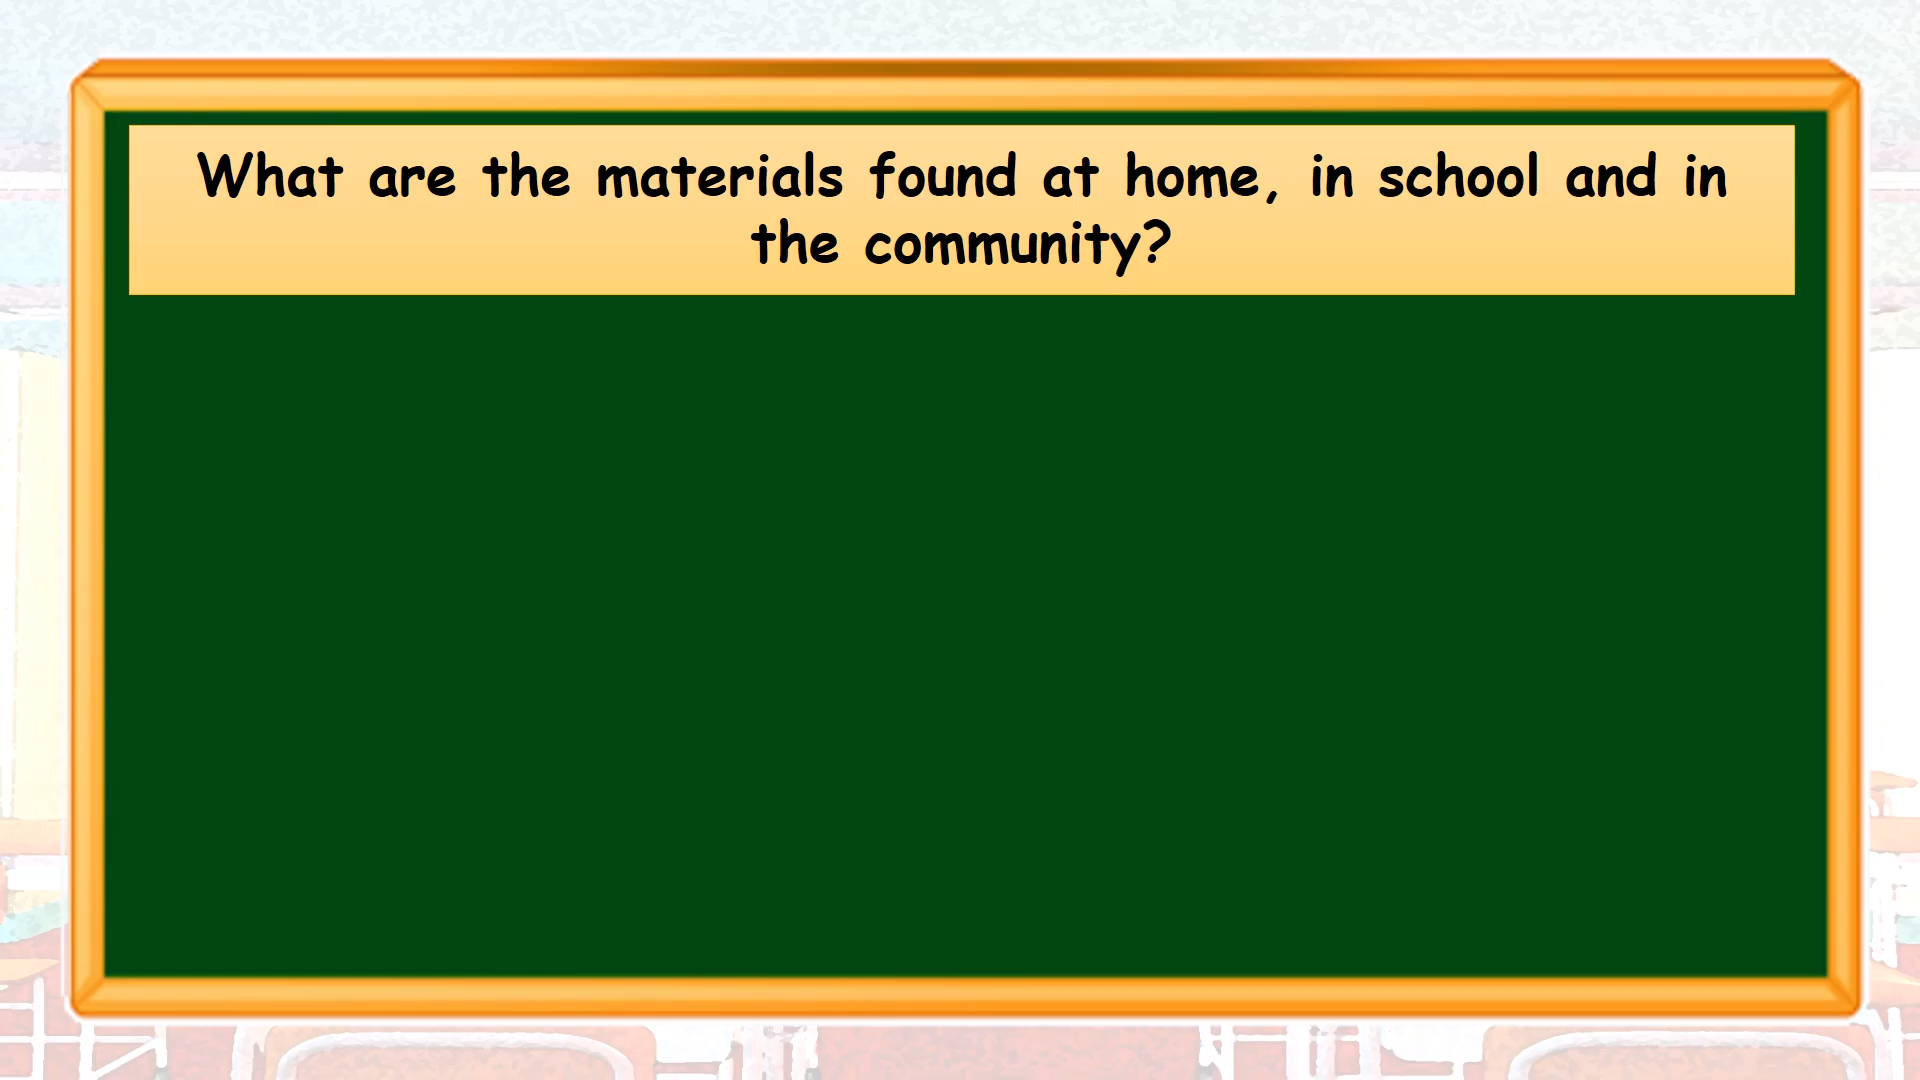 What are the materials found at home, in school and in
the community?